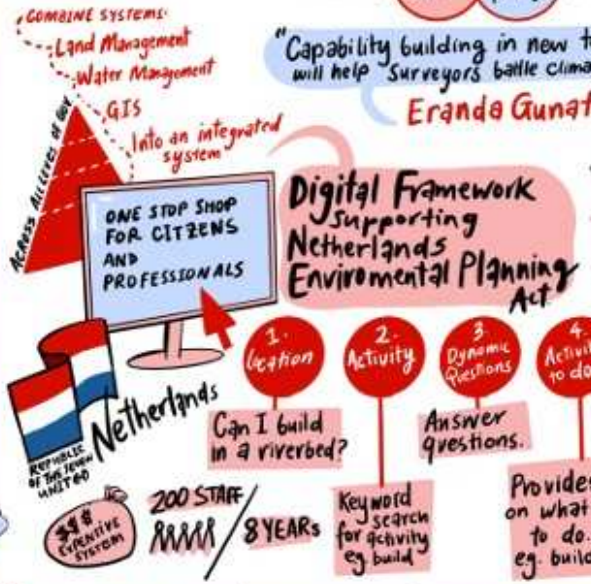 COMBINE SYSTEMS:
Land Management
Water Management
GIS
Into an integrated
system
ACROSS ALL LEVELS OF GOV
"Capability building in new t
will help surveyors battle clima
Eranda Gunat
ONE STOP SHOP
FOR CITZENS
AND
PROFESSIONALS
Digital Framework
supporting
Netherlands
Enviromental Planning
Act
1.
location
2.
Activity
3.
Dynamic
Questions
4.
Activit
to do
Can I build
in a riverbed?
Keyword
search
for activity
eg build
Answer
questions.
Provides
on what
to do.
eg. build
Netherlands
REPUBLIC
OF THE SEVEN
UNITED
$$$
EXPENTIVE
SYSTEM
200 STAFF
8 YEARs